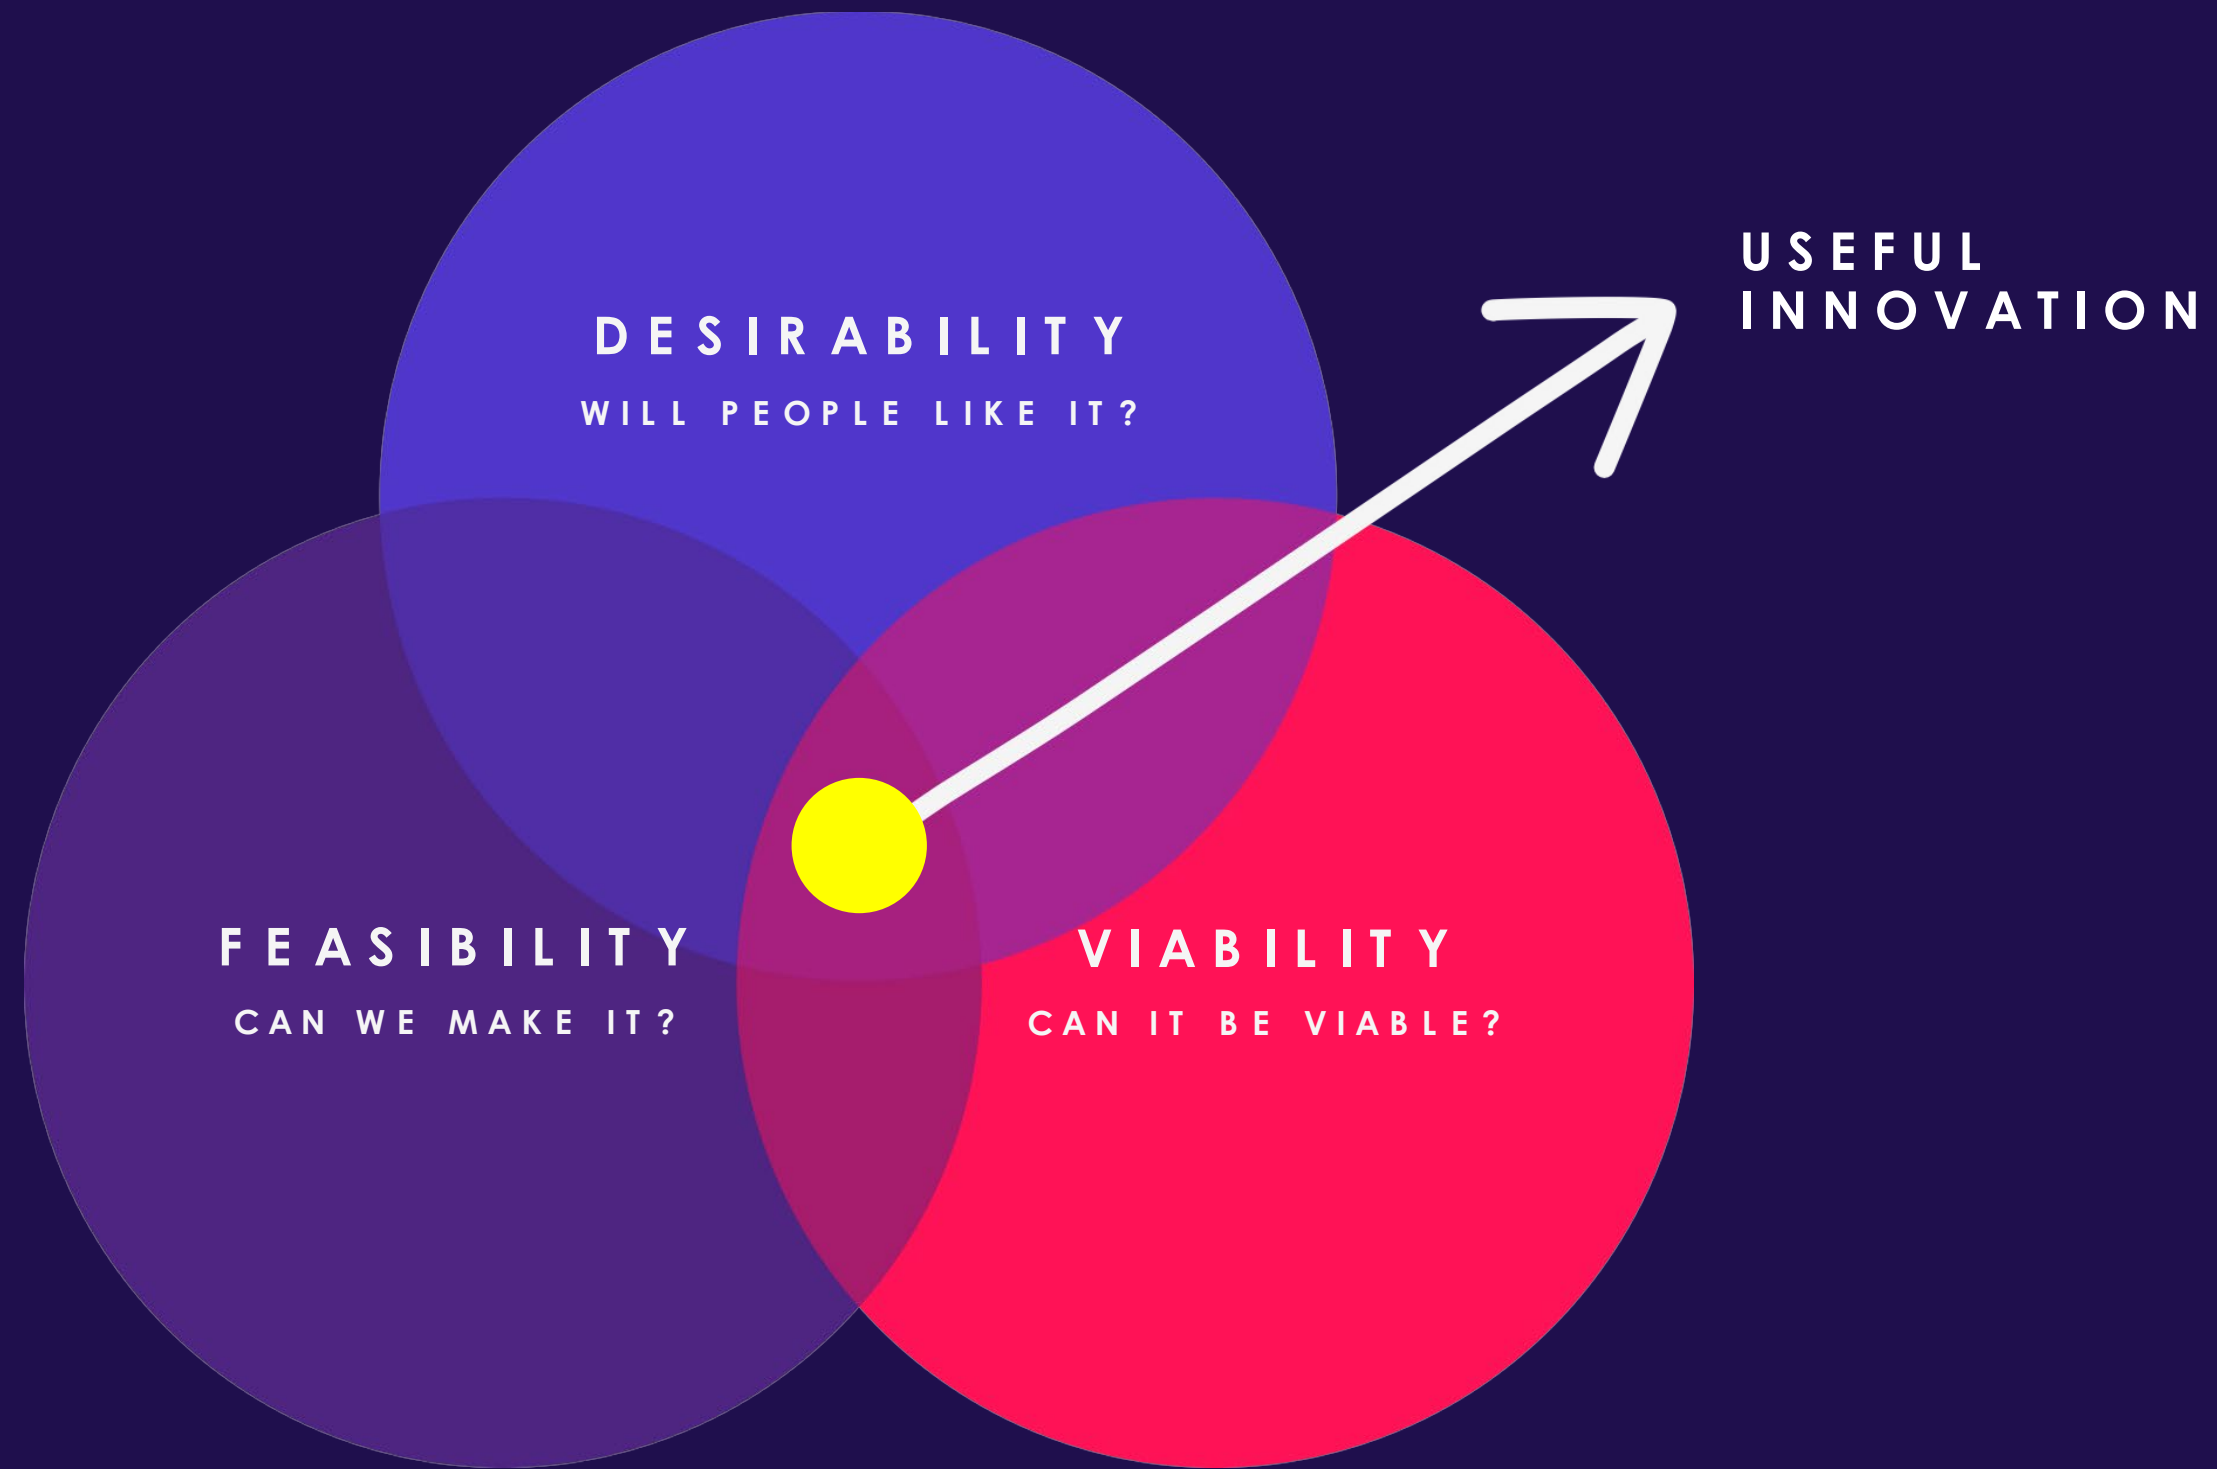 USEFUL
INNOVATION
DESIRABILITY
WILL PEOPLE LIKE IT?
FEASIBILITY
CAN WE MAKE IT?
VIABILITY
CAN IT BE VIABLE?